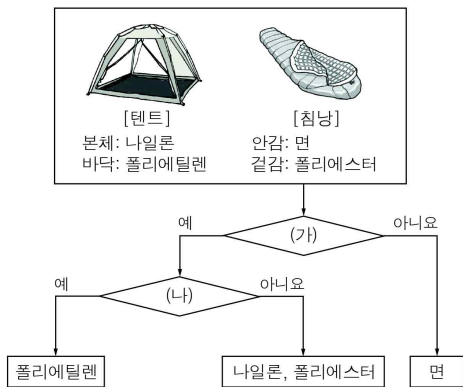 [텐트]
본체: 나일론
바닥: 폴리에틸렌
[침낭]
안감: 면
겉감: 폴리에스터
(가)
예
아니요
(나)
예
아니요
폴리에틸렌
나일론, 폴리에스터
면